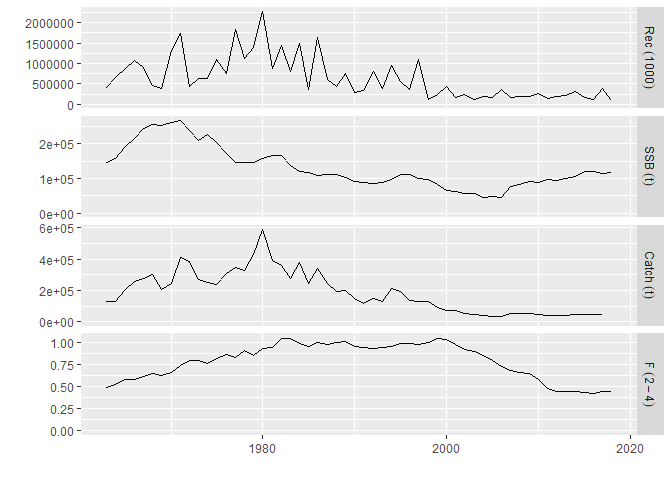 2000000
1500000
1000000
500000
0
Rec (1000)
2e+05
1e+05
0e+00
SSB (t)
6e+05
4e+05
2e+05
0e+00
Catch (t)
1.00
0.75
0.50
0.25
0.00
F (2 – 4)
1980 2000 2020